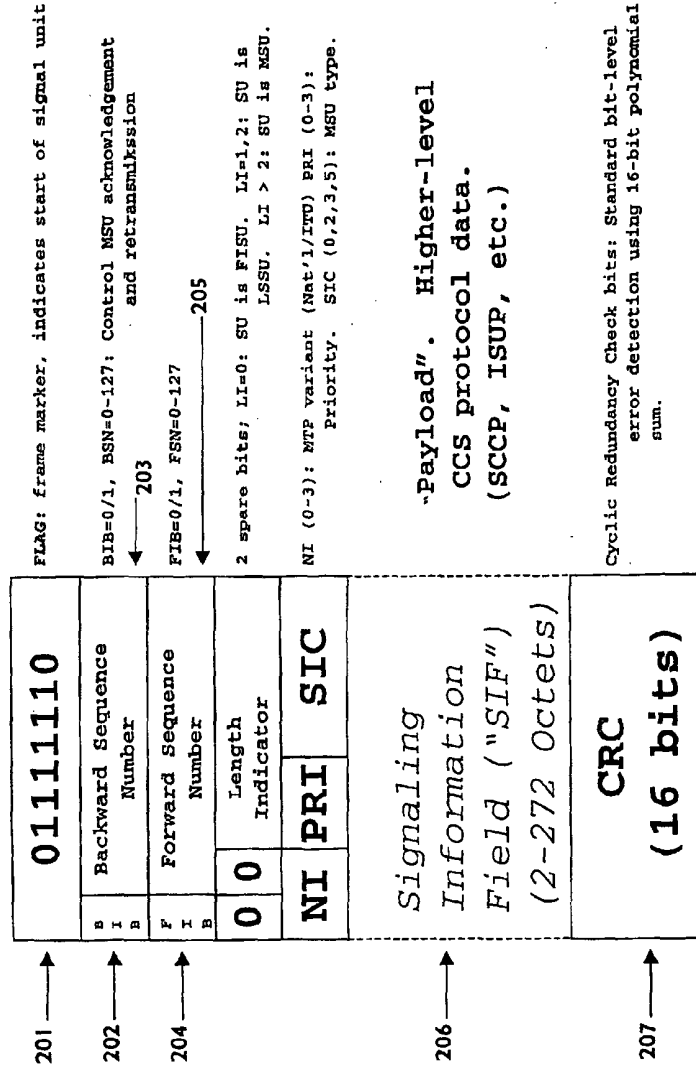 201
01111110
FLAG: frame marker, indicates start of signal unit
202
B
I
B
Backward Sequence
Number
BIB=0/1, BSN=0-127: Control MSU acknowledgement
and retransmikssion
203
204
F
I
B
Forward Sequence
Number
FIB=0/1, FSN=0-127
205
0 0
Length
Indicator
2 spare bits; LI=0: SU is FISU. LI=1,2: SU is
LSSU. LI > 2: SU is MSU.
NI PRI SIC
NI (0-3): MTP variant (Nat'l/ITU) PRI (0-3):
Priority. SIC (0,2,3,5): MSU type.
206
Signaling
Information
Field ("SIF")
(2-272 Octets)
"Payload". Higher-level
CCS protocol data.
(SCCP, ISUP, etc.)
207
CRC
(16 bits)
Cyclic Redundancy Check bits: Standard bit-level
error detection using 16-bit polynomial
sum.